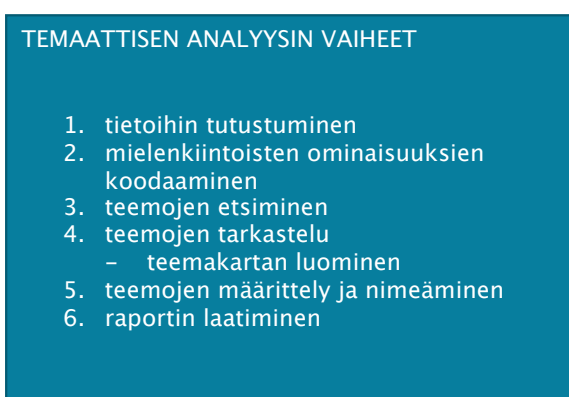 TEMAATTISEN ANALYYSIN VAIHEET
1. tietoihin tutustuminen
2. mielenkiintoisten ominaisuuksien
koodaaminen
3. teemojen etsiminen
4. teemojen tarkastelu
– teemakartan luominen
5. teemojen määrittely ja nimeäminen
6. raportin laatiminen